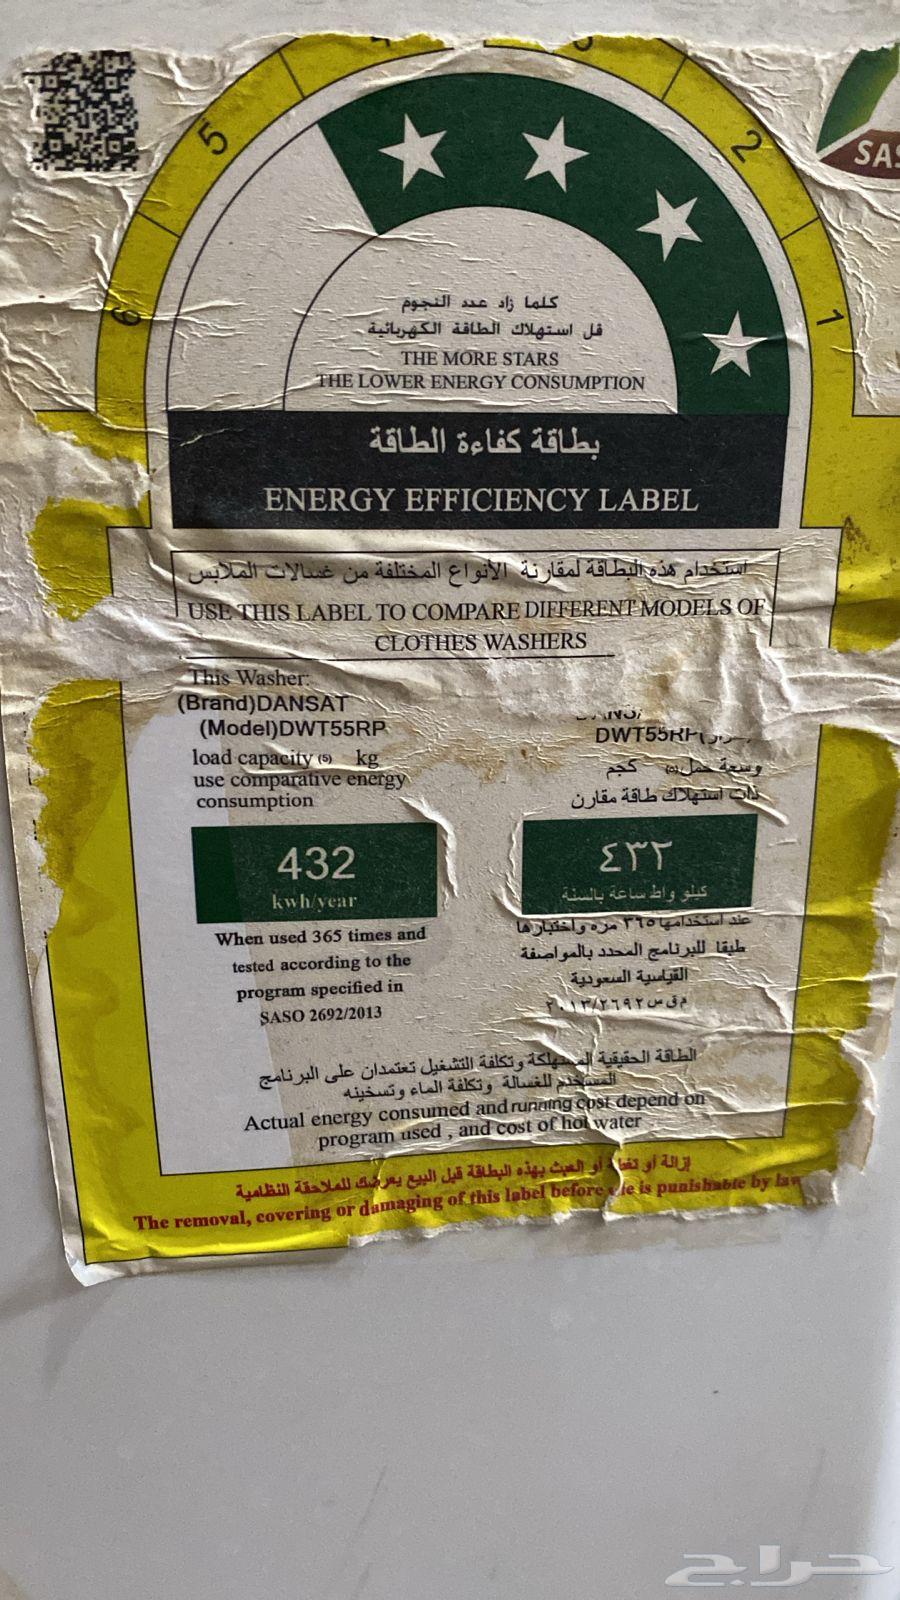 5
2
6
1
SAS
كلما زاد عدد النجوم
قل استهلاك الطاقة الكهربائية
THE MORE STARS
THE LOWER ENERGY CONSUMPTION
بطاقة كفاءة الطاقة
ENERGY EFFICIENCY LABEL
استخدام هذه البطاقة لمقارنة الأنواع المختلفة من غسالات الملابس
USE THIS LABEL TO COMPARE DIFFERENT MODELS OF
CLOTHES WASHERS
This Washer:
(Brand)DANSAT
(Model)DWT55RP
load capacity (5) kg
use comparative energy
consumption
432
kwh/year
When used 365 times and
tested according to the
program specified in
SASO 2692/2013
DWT55RP
وسعة حمل (٥) كجم
ذات استهلاك طاقة مقارن
٤٣٢
كيلو واط ساعة بالسنة
عند استخدامها ٣٦٥ مره واختبارها
طبقا للبرنامج المحدد بالمواصفة
القياسية السعودية
م ق س ٢٠١٣/٢٦٩٢
الطاقة الحقيقية المستهلكة وتكلفة التشغيل تعتمدان على البرنامج
المستخدم للغسالة وتكلفة الماء وتسخينه
Actual energy consumed and running cost depend on
program used , and cost of hot water
إزالة أو تغطية أو العبث بهذه البطاقة قبل البيع يعرضك للملاحقة النظامية
The removal, covering or damaging of this label before is punishable by law
حراج